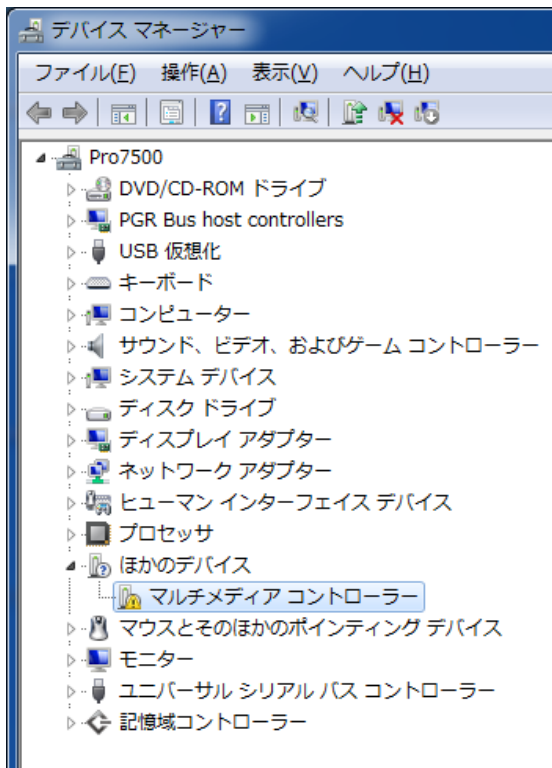 デバイス マネージャー
ファイル(F) 操作(A) 表示(V) ヘルプ(H)
Pro7500
DVD/CD-ROM ドライブ
PGR Bus host controllers
USB 仮想化
キーボード
コンピューター
サウンド、ビデオ、およびゲーム コントローラー
システム デバイス
ディスク ドライブ
ディスプレイ アダプター
ネットワーク アダプター
ヒューマン インターフェイス デバイス
プロセッサ
ほかのデバイス
マルチメディア コントローラー
マウスとそのほかのポインティング デバイス
モニター
ユニバーサル シリアル バス コントローラー
記憶域コントローラー